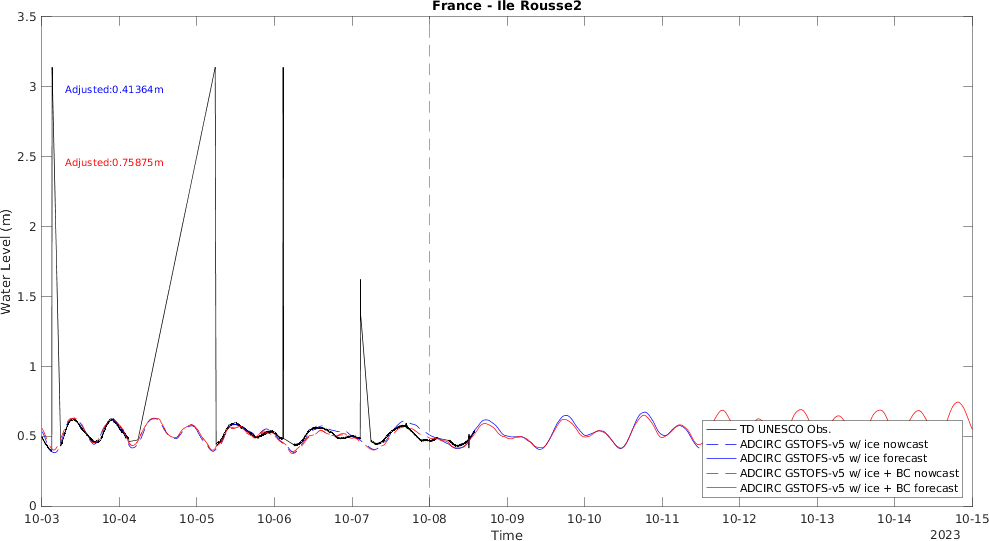 France - Ile Rousse2
3.5
3
2.5
2
1.5
1
0.5
0
Water Level (m)
Adjusted:0.41364m
Adjusted:0.75875m
TD UNESCO Obs.
ADCIRC GSTOFS-v5 w/ ice nowcast
ADCIRC GSTOFS-v5 w/ ice forecast
ADCIRC GSTOFS-v5 w/ ice + BC nowcast
ADCIRC GSTOFS-v5 w/ ice + BC forecast
10-03 10-04 10-05 10-06 10-07 10-08 10-09 10-10 10-11 10-12 10-13 10-14 10-15
Time
2023